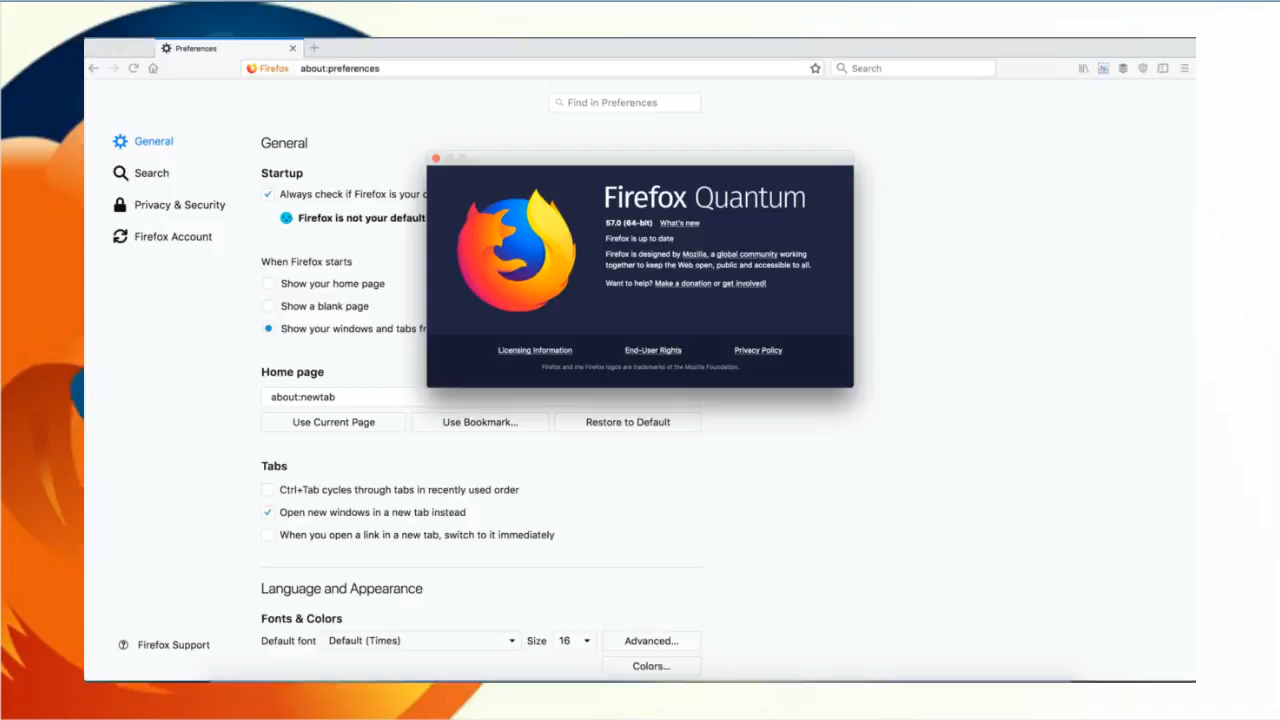 Preferences
Firefox about:preferences
Search
Find in Preferences
General
Search
Privacy & Security
Firefox Account
Firefox Support
General
Startup
Always check if Firefox is your
Firefox is not your default
When Firefox starts
Show your home page
Show a blank page
Show your windows and tabs
Home page
about:newtab
Use Current Page
Use Bookmark...
Restore to Default
Tabs
Ctrl+Tab cycles through tabs in recently used order
Open new windows in a new tab instead
When you open a link in a new tab, switch to it immediately
Language and Appearance
Fonts & Colors
Default font Default (Times) Size 16 Advanced...
Colors...
Firefox Quantum
57.0 (64-bit) What's new
Firefox is up to date
Firefox is designed by Mozilla, a global community working
together to keep the Web open, public and accessible to all.
Want to help? Make a donation or get involved!
Licensing Information
End-User Rights
Privacy Policy
Firefox and the Firefox logos are trademarks of the Mozilla Foundation.